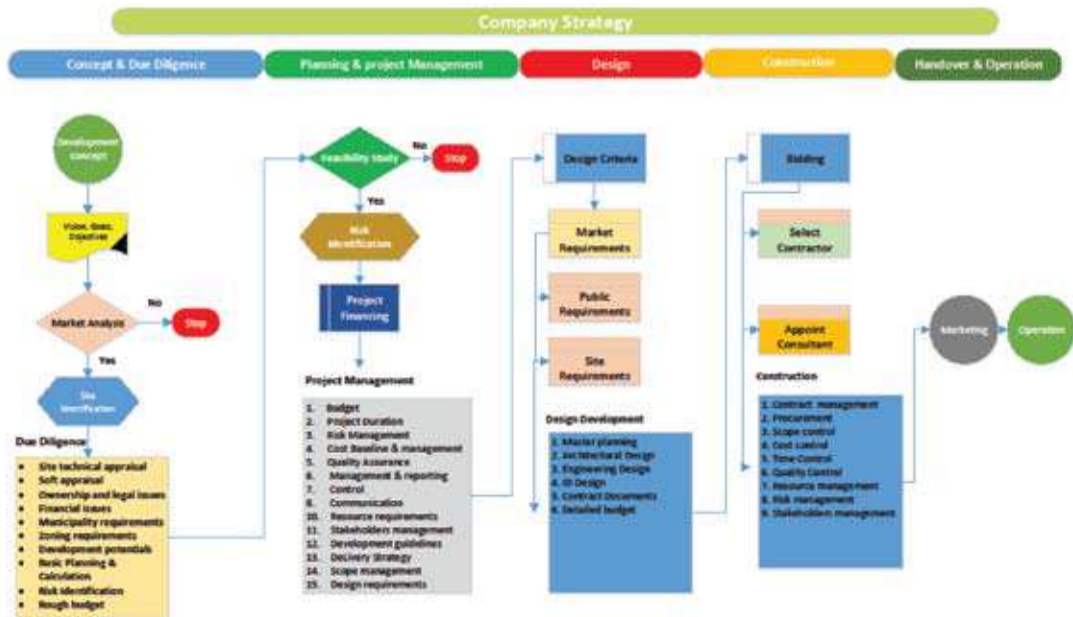 Company Strategy
Concept & Due Diligence
Planning & project Management
Design
Construction
Handover & Operation
Development
Concept
Vision, Goals,
Objectives
Market Analysis
No
Stop
Yes
Site
Identification
Due Diligence
Site technical appraisal
Soft appraisal
Ownership and legal issues
Financial issues
Municipality requirements
Zoning requirements
Development potentials
Basic Planning &
Calculation
Risk Identification
Rough budget
Feasibility Study
No
Stop
Yes
Risk
Identification
Project
Financing
Project Management
1. Budget
2. Project Duration
3. Risk Management
4. Cost Baseline & management
5. Quality Assurance
6. Management & reporting
7. Control
8. Communication
10. Resource requirements
11. Stakeholders management
12. Development guidelines
13. Delivery Strategy
14. Scope management
15. Design requirements
Design Criteria
Market
Requirements
Public
Requirements
Site
Requirements
Design Development
1. Master planning
2. Architectural Design
3. Engineering Design
4. ID Design
5. Contract Documents
6. Detailed budget
Bidding
Select
Contractor
Appoint
Consultant
Construction
1. Contract management
2. Procurement
3. Scope control
4. Cost control
5. Time Control
6. Quality Control
7. Resource management
8. Risk management
9. Stakeholders management
Marketing
Operation